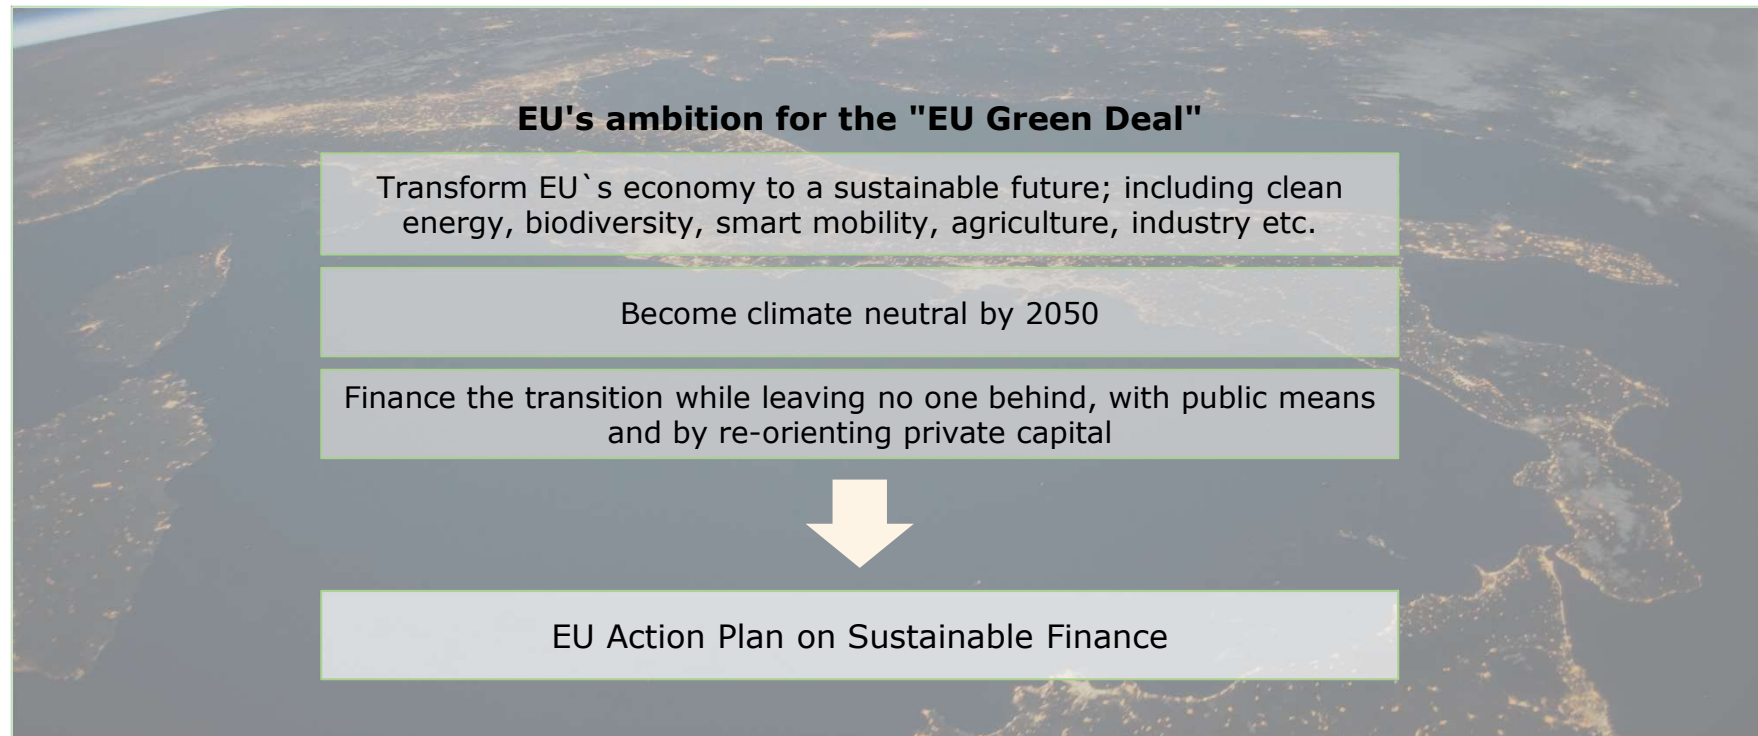 EU's ambition for the "EU Green Deal"
Transform EU`s economy to a sustainable future; including clean
energy, biodiversity, smart mobility, agriculture, industry etc.
Become climate neutral by 2050
Finance the transition while leaving no one behind, with public means
and by re-orienting private capital
EU Action Plan on Sustainable Finance